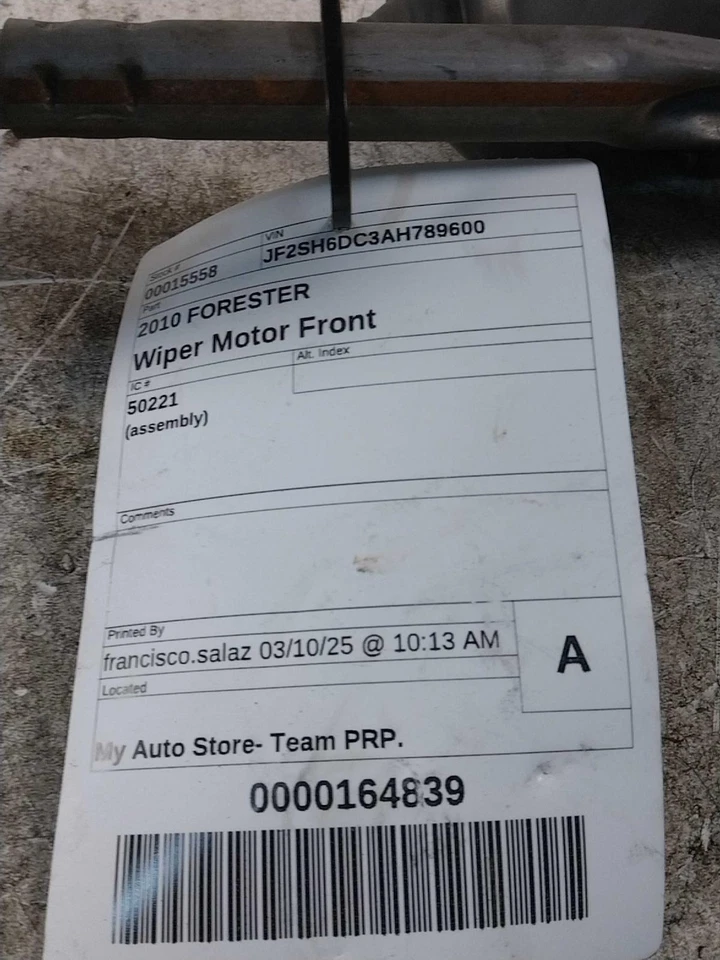 Stock #
VIN
00015558
JF2SH6DC3AH789600
Part
2010 FORESTER
Wiper Motor Front
IC #
Alt. Index
50221
(assembly)
Comments
Printed By
francisco.salaz 03/10/25 @ 10:13 AM
A
Located
My Auto Store- Team PRP.
0000164839